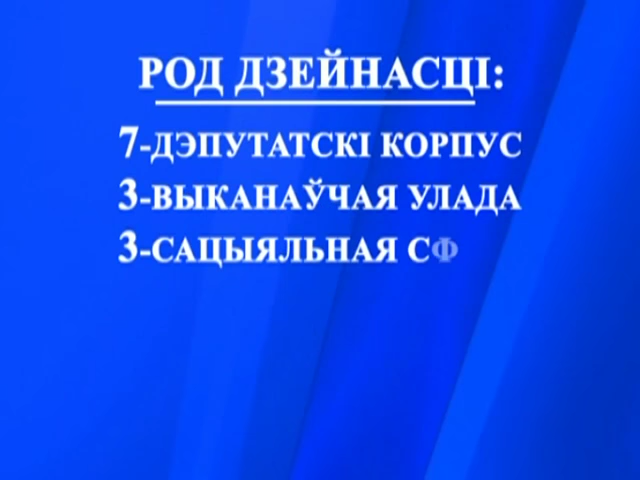 РОД ДЗЕЙНАСЦІ:
7-ДЭПУТАТСКІ КОРПУС
3-ВЫКАНАЎЧАЯ УЛАДА
3-САЦЫЯЛЬНАЯ СФ